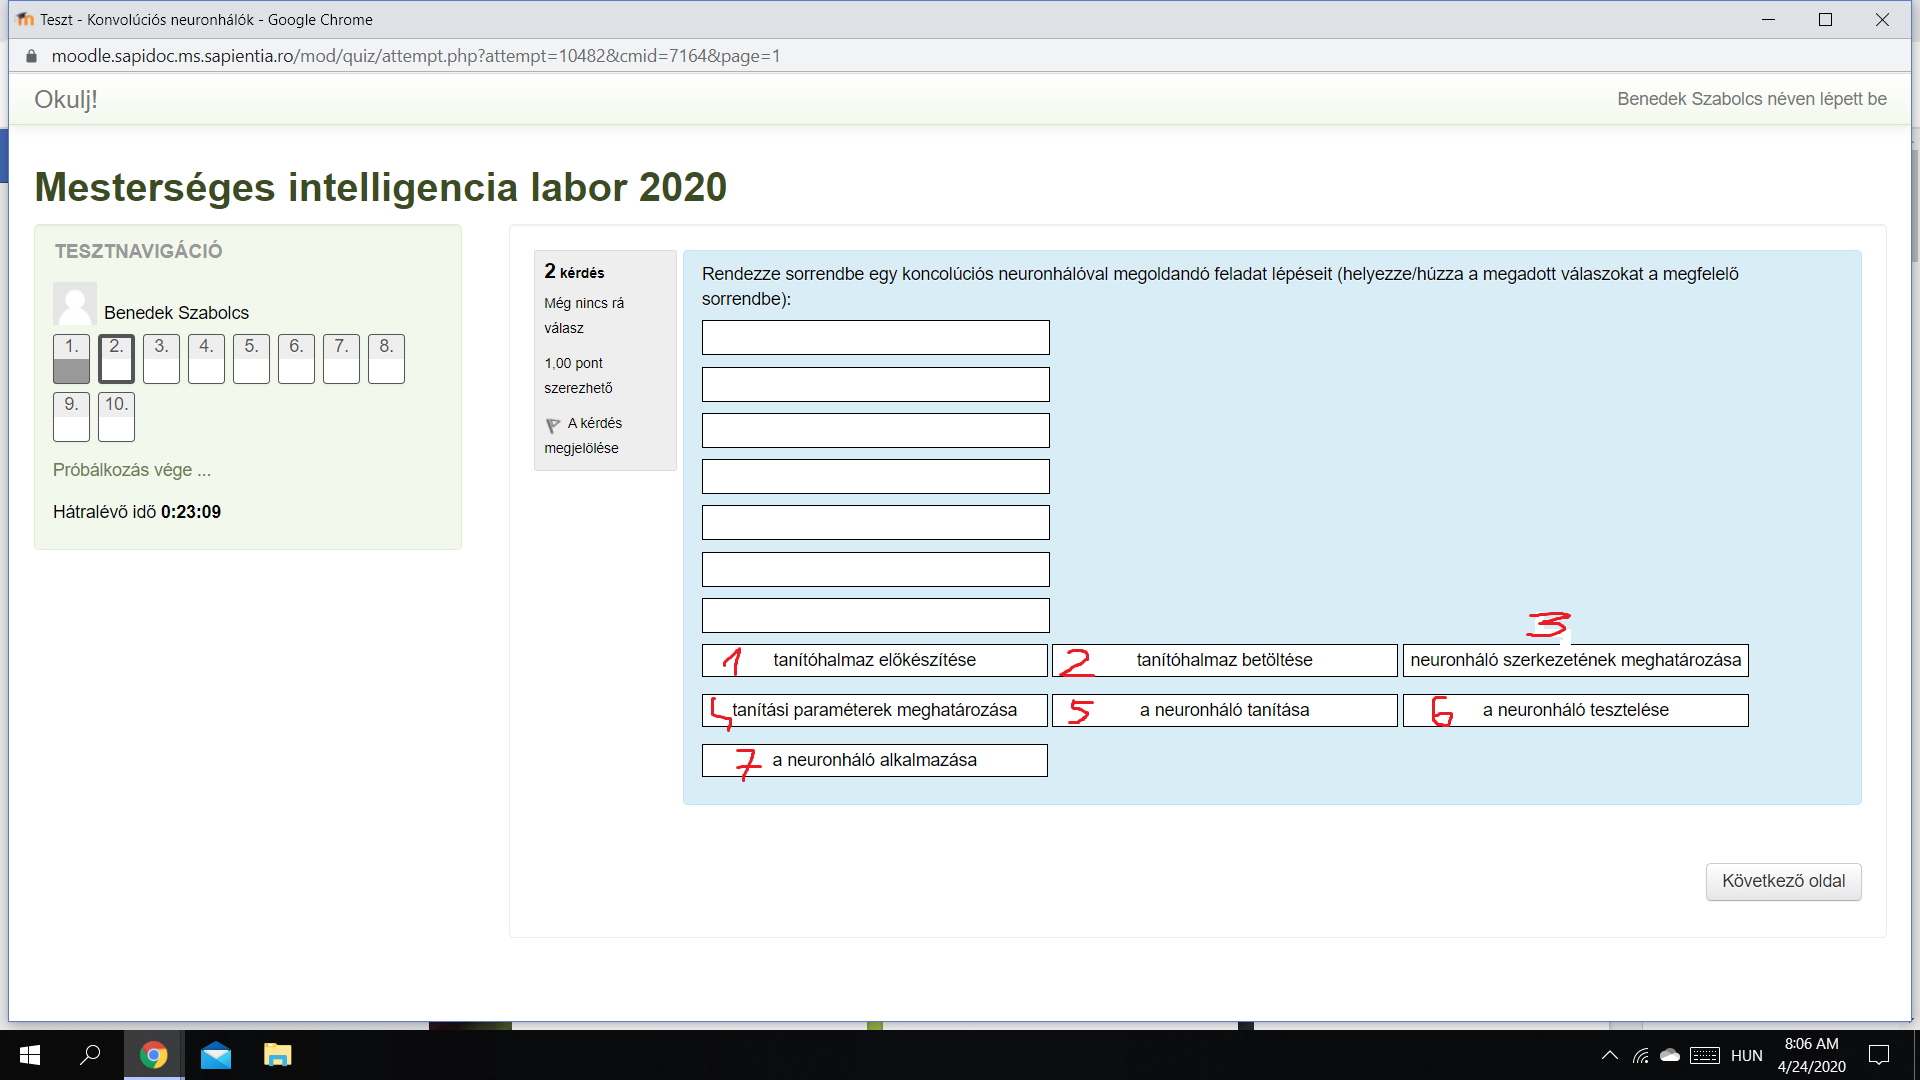 Teszt - Konvolúciós neuronhálók - Google Chrome
moodle.sapidoc.ms.sapientia.ro/mod/quiz/attempt.php?attempt=10482&cmid=7164&page=1
Okulj!
Benedek Szabolcs néven lépett be
Mesterséges intelligencia labor 2020
TESZTNAVIGÁCIÓ
Benedek Szabolcs
1. 2. 3. 4. 5. 6. 7. 8.
9. 10.
Próbálkozás vége ...
Hátralévő idő 0:23:09
2 kérdés
Még nincs rá
válasz
1,00 pont
szerezhető
A kérdés
megjelölése
Rendezze sorrendbe egy koncolúciós neuronhálóval megoldandó feladat lépéseit (helyezze/húzza a megadott válaszokat a megfelelő
sorrendbe):
3
1 tanítóhalmaz előkészítése 2 tanítóhalmaz betöltése neuronháló szerkezetének meghatározása
4 tanítási paraméterek meghatározása 5 a neuronháló tanítása 6 a neuronháló tesztelése
7 a neuronháló alkalmazása
Következő oldal
HUN
8:06 AM
4/24/2020